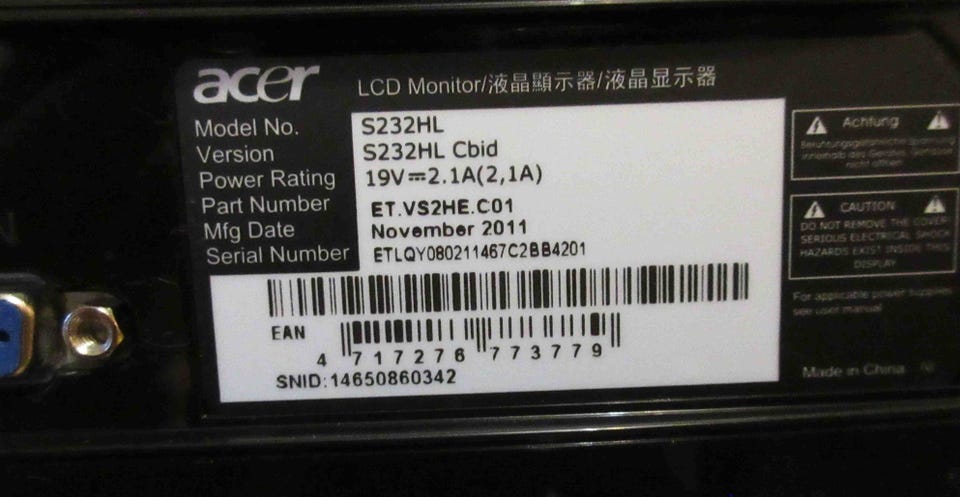 acer LCD Monitor/液晶顯示器/液晶显示器
Model No. S232HL
Version S232HL Cbid
Power Rating 19V⎓2.1A(2,1A)
Part Number ET.VS2HE.C01
Mfg Date November 2011
Serial Number ETLQY080211467C2BB4201
EAN
4 717276 773779
SNID:14650860342
Achtung
CAUTION
DO NOT REMOVE THE COVER
SERIOUS ELECTRICAL SHOCK
HAZARDS EXIST INSIDE THIS
DISPLAY
For applicable power supplies
see user manual
Made in China